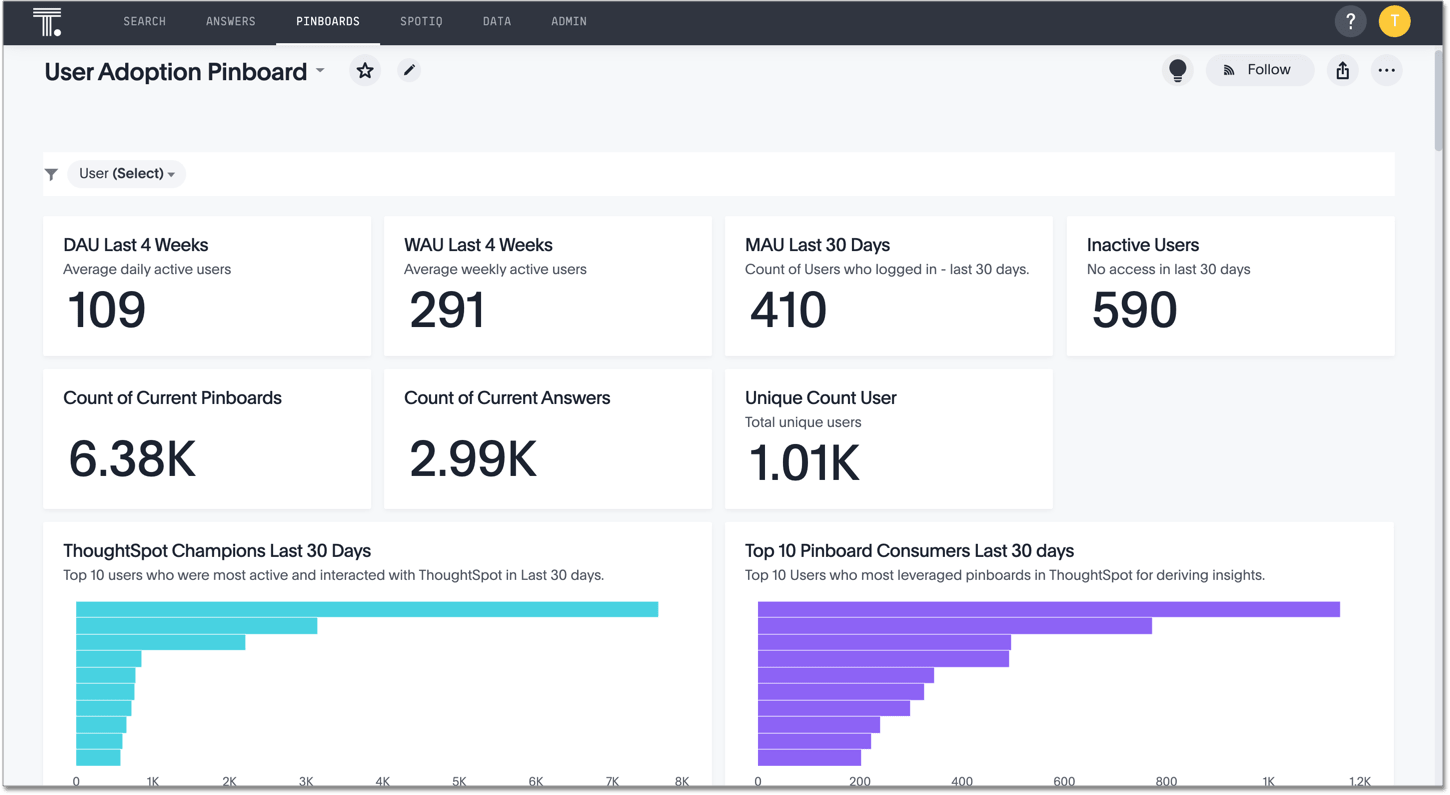 T.
SEARCH ANSWERS PINBOARDS SPOTIQ DATA ADMIN ? T
User Adoption Pinboard Follow
User (Select)
DAU Last 4 Weeks
Average daily active users
109
WAU Last 4 Weeks
Average weekly active users
291
MAU Last 30 Days
Count of Users who logged in - last 30 days.
410
Inactive Users
No access in last 30 days
590
Count of Current Pinboards
6.38K
Count of Current Answers
2.99K
Unique Count User
Total unique users
1.01K
ThoughtSpot Champions Last 30 Days
Top 10 users who were most active and interacted with ThoughtSpot in Last 30 days.
0 1K 2K 3K 4K 5K 6K 7K 8K
Top 10 Pinboard Consumers Last 30 days
Top 10 Users who most leveraged pinboards in ThoughtSpot for deriving insights.
0 200 400 600 800 1K 1.2K